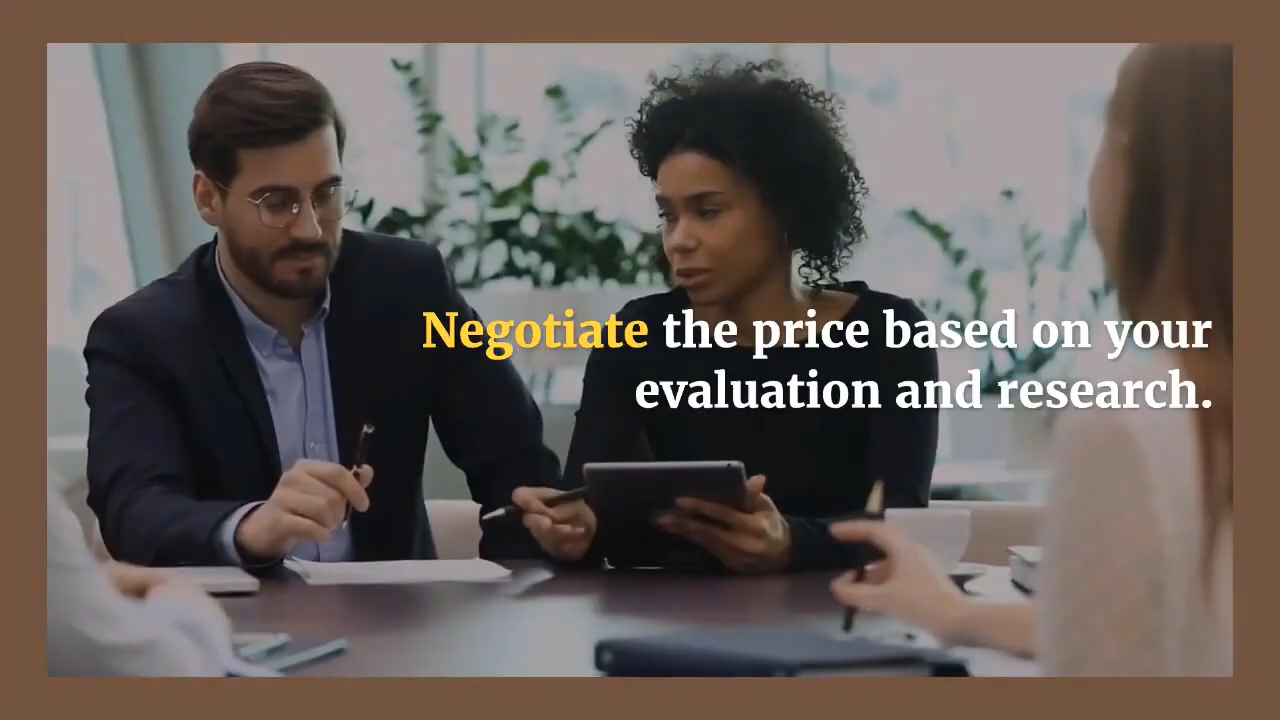 Negotiate the price based on your
evaluation and research.